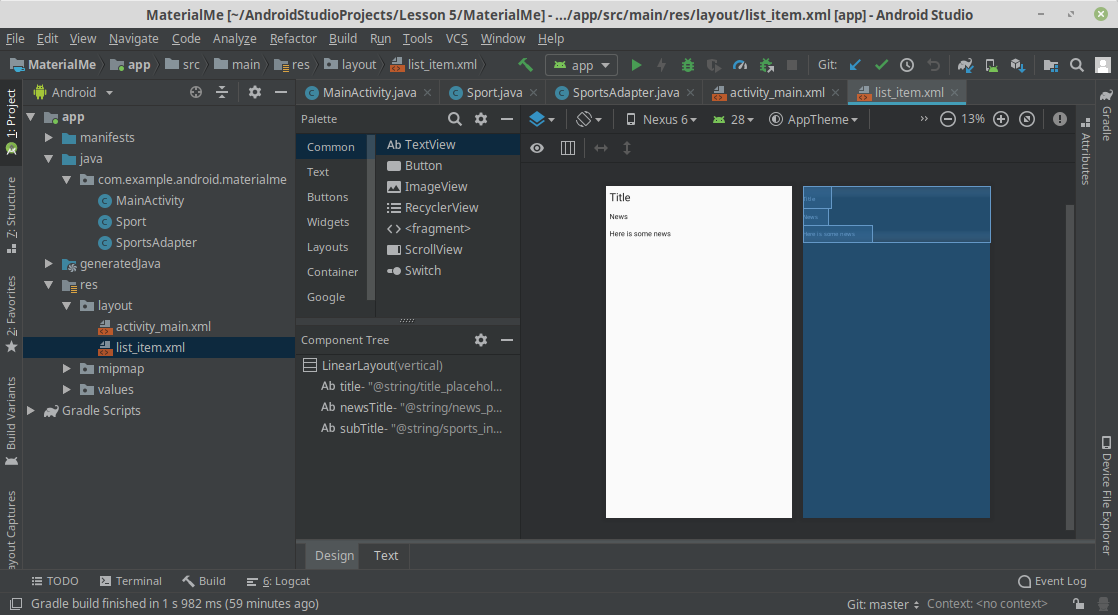 MaterialMe [~/AndroidStudioProjects/Lesson 5/MaterialMe] - .../app/src/main/res/layout/list_item.xml [app] - Android Studio
File Edit View Navigate Code Analyze Refactor Build Run Tools VCS Window Help
MaterialMe app src main res layout list_item.xml app Git:
1: Project
7: Structure
2: Favorites
Build Variants
ayout Captures
Android
app
manifests
java
com.example.android.materialme
MainActivity
Sport
SportsAdapter
generatedJava
res
layout
activity_main.xml
list_item.xml
mipmap
values
Gradle Scripts
MainActivity.java Sport.java SportsAdapter.java activity_main.xml list_item.xml
Palette
Common
Text
Buttons
Widgets
Layouts
Container
Google
Ab TextView
Button
ImageView
RecyclerView
<fragment>
ScrollView
Switch
Component Tree
LinearLayout(vertical)
Ab title- "@string/title_placehol...
Ab newsTitle- "@string/news_p...
Ab subTitle- "@string/sports_in...
Nexus 6 28 AppTheme » 13%
Title
News
Here is some news
Title
News
Here is some news
Gradle
Attributes
Device File Explorer
Design Text
TODO Terminal Build 6: Logcat Event Log
Gradle build finished in 1 s 982 ms (59 minutes ago) Git: master Context: <no context>